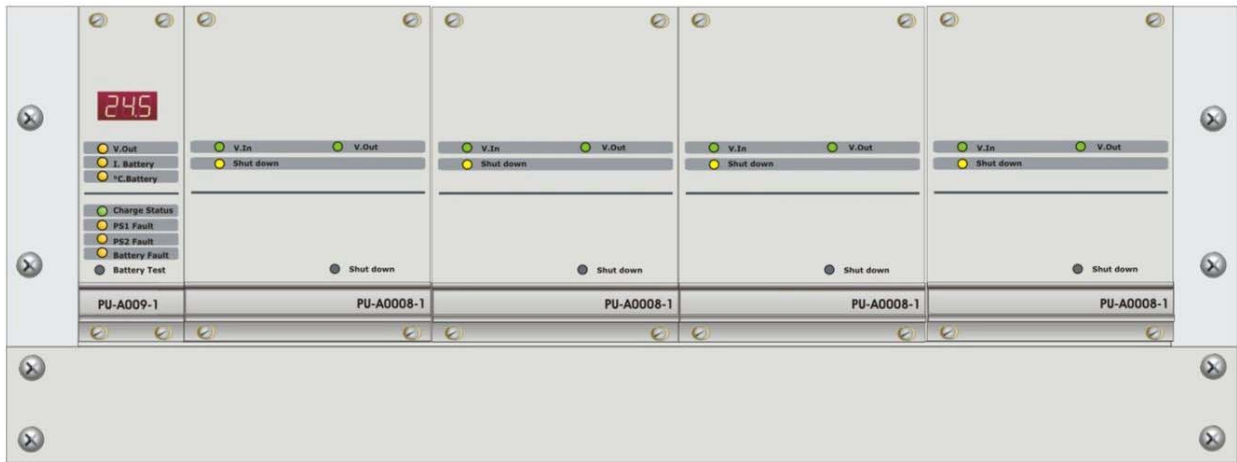 24.5
V.Out
I. Battery
°C.Battery
Charge Status
PS1 Fault
PS2 Fault
Battery Fault
Battery Test
PU-A009-1
V.In V.Out
Shut down
Shut down
PU-A0008-1
V.In V.Out
Shut down
Shut down
PU-A0008-1
V.In V.Out
Shut down
Shut down
PU-A0008-1
V.In V.Out
Shut down
Shut down
PU-A0008-1